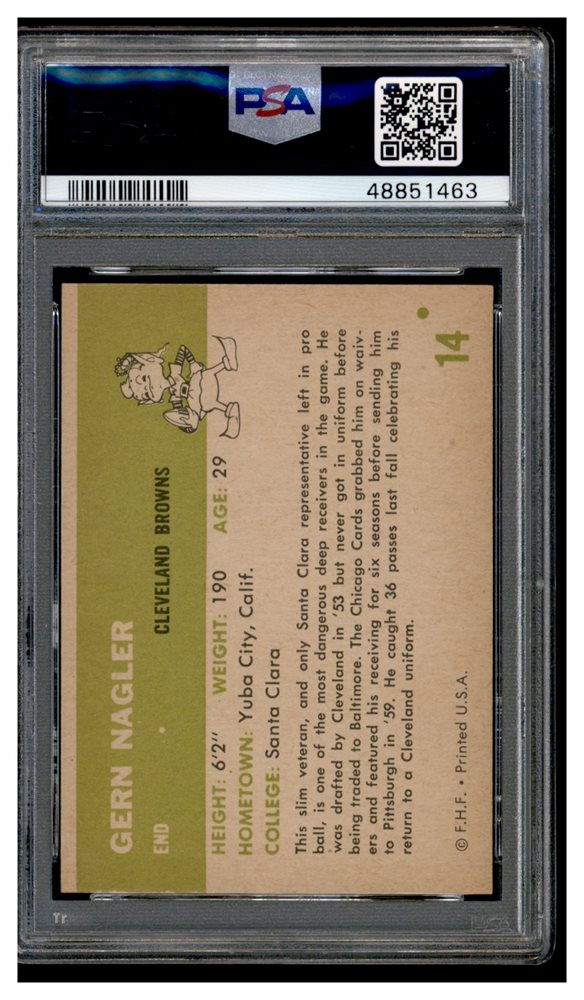 PSA
48851463
GERN NAGLER
END
CLEVELAND BROWNS
HEIGHT: 6'2" WEIGHT: 190 AGE: 29
HOMETOWN: Yuba City, Calif.
COLLEGE: Santa Clara
This slim veteran, and only Santa Clara representative left in pro
ball, is one of the most dangerous deep receivers in the game. He
was drafted by Cleveland in '53 but never got in uniform before
being traded to Baltimore. The Chicago Cards grabbed him on waiv-
ers and featured his receiving for six seasons before sending him
to Pittsburgh in '59. He caught 36 passes last fall celebrating his
return to a Cleveland uniform.
14
© F.H.F. • Printed U.S.A.
PSA